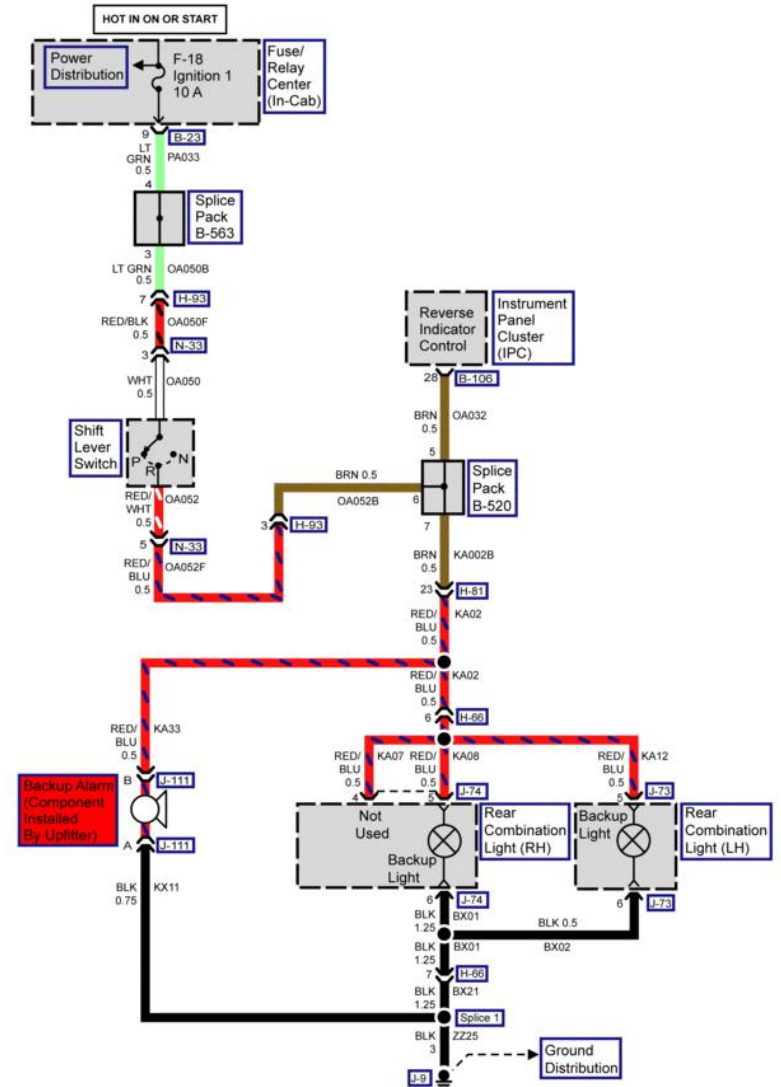 HOT IN ON OR START
Power
Distribution
F-18
Ignition 1
10 A
Fuse/
Relay
Center
(In-Cab)
9
B-23
LT
GRN
0.5
PA033
4
Splice
Pack
B-563
3
LT GRN
0.5
OA050B
7
H-93
RED/BLK
0.5
OA050F
3
N-33
WHT
0.5
OA050
Shift
Lever
Switch
P
R
N
RED/
WHT
0.5
OA052
5
N-33
RED/
BLU
0.5
OA052F
3
H-93
BRN 0.5
OA052B
6
Reverse
Indicator
Control
Instrument
Panel
Cluster
(IPC)
28
B-106
BRN
0.5
OA032
5
Splice
Pack
B-520
7
BRN
0.5
KA002B
23
H-81
RED/
BLU
0.5
KA02
RED/
BLU
0.5
KA02
6
H-66
RED/
BLU
0.5
KA33
B
J-111
Backup Alarm
(Component
Installed
By Upfitter)
A
J-111
BLK
0.75
KX11
RED/
BLU
0.5
KA07
RED/
BLU
0.5
KA08
RED/
BLU
0.5
KA12
4
5
J-74
5
J-73
Not
Used
Backup
Light
Rear
Combination
Light (RH)
Backup
Light
Rear
Combination
Light (LH)
6
J-74
6
J-73
BLK
1.25
BX01
BLK 0.5
BX02
BLK
1.25
BX01
7
H-66
BLK
1.25
BX21
Splice 1
BLK
3
ZZ25
J-9
Ground
Distribution